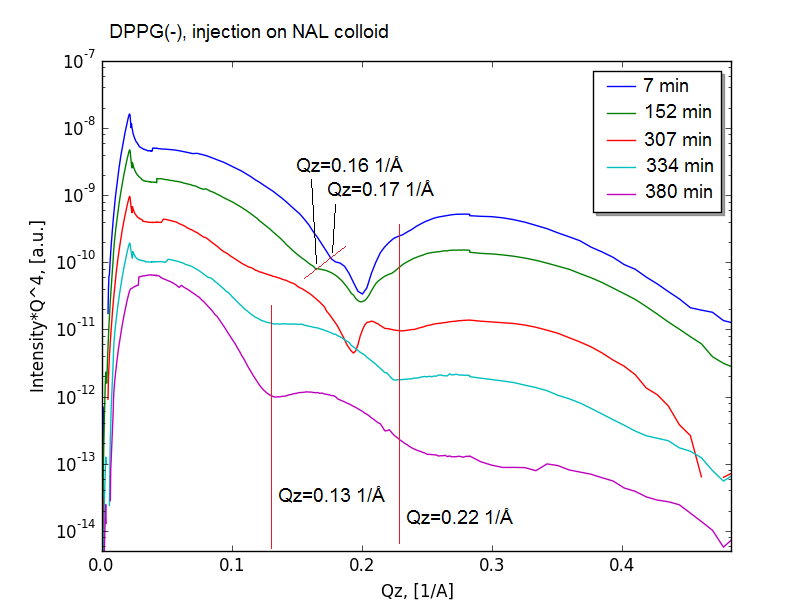 DPPG(-), injection on NAL colloid
10^-7
10^-8
10^-9
10^-10
10^-11
10^-12
10^-13
10^-14
Intensity*Q^4, [a.u.]
7 min
152 min
307 min
334 min
380 min
Qz=0.16 1/Å
Qz=0.17 1/Å
Qz=0.13 1/Å
Qz=0.22 1/Å
0.0 0.1 0.2 0.3 0.4
Qz, [1/A]